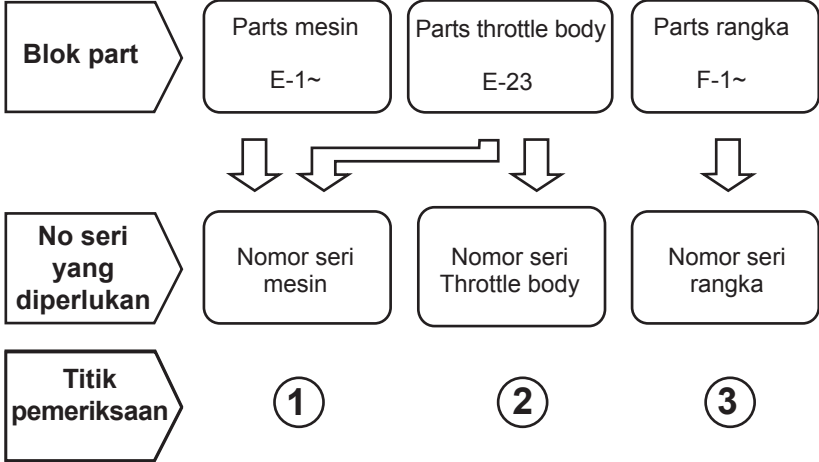 Blok part
Parts mesin
E-1~
Parts throttle body
E-23
Parts rangka
F-1~
No seri
yang
diperlukan
Nomor seri
mesin
Nomor seri
Throttle body
Nomor seri
rangka
Titik
pemeriksaan
1
2
3